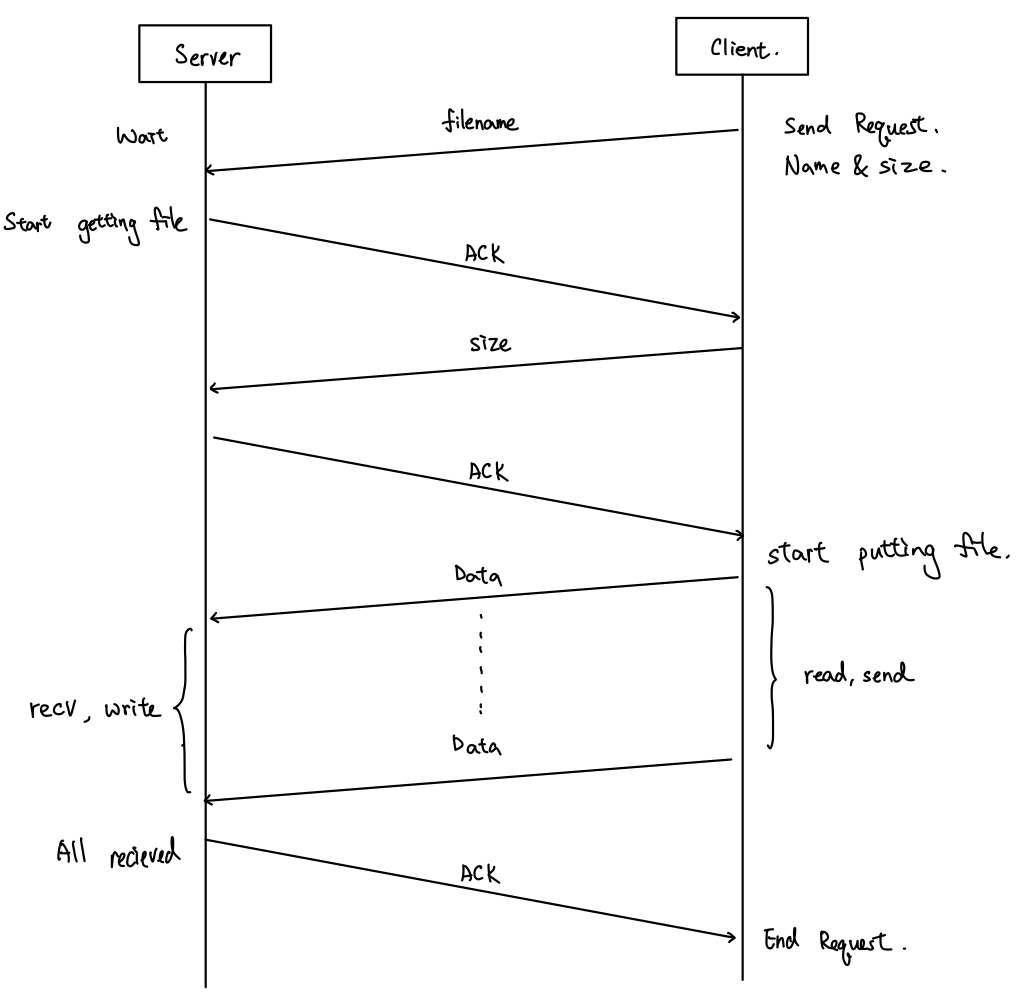 Server
Client.
Wait
filename
Send Request.
Name & size.
Start getting file
ACK
size
ACK
start putting file.
Data
read, send
recv, write
Data
All recieved
ACK
End Request.